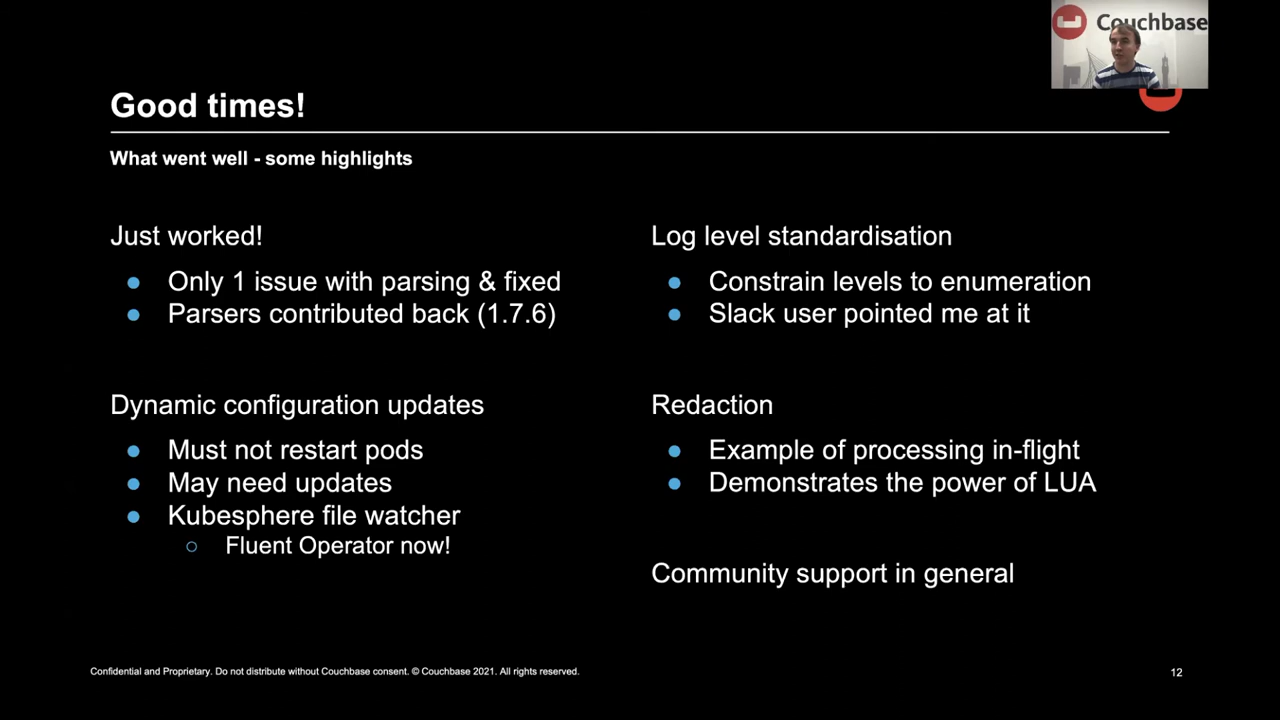 Couchbase
Good times!
What went well - some highlights
Just worked!
● Only 1 issue with parsing & fixed
● Parsers contributed back (1.7.6)
Dynamic configuration updates
● Must not restart pods
● May need updates
● Kubesphere file watcher
○ Fluent Operator now!
Log level standardisation
● Constrain levels to enumeration
● Slack user pointed me at it
Redaction
● Example of processing in-flight
● Demonstrates the power of LUA
Community support in general
Confidential and Proprietary. Do not distribute without Couchbase consent. © Couchbase 2021. All rights reserved.
12